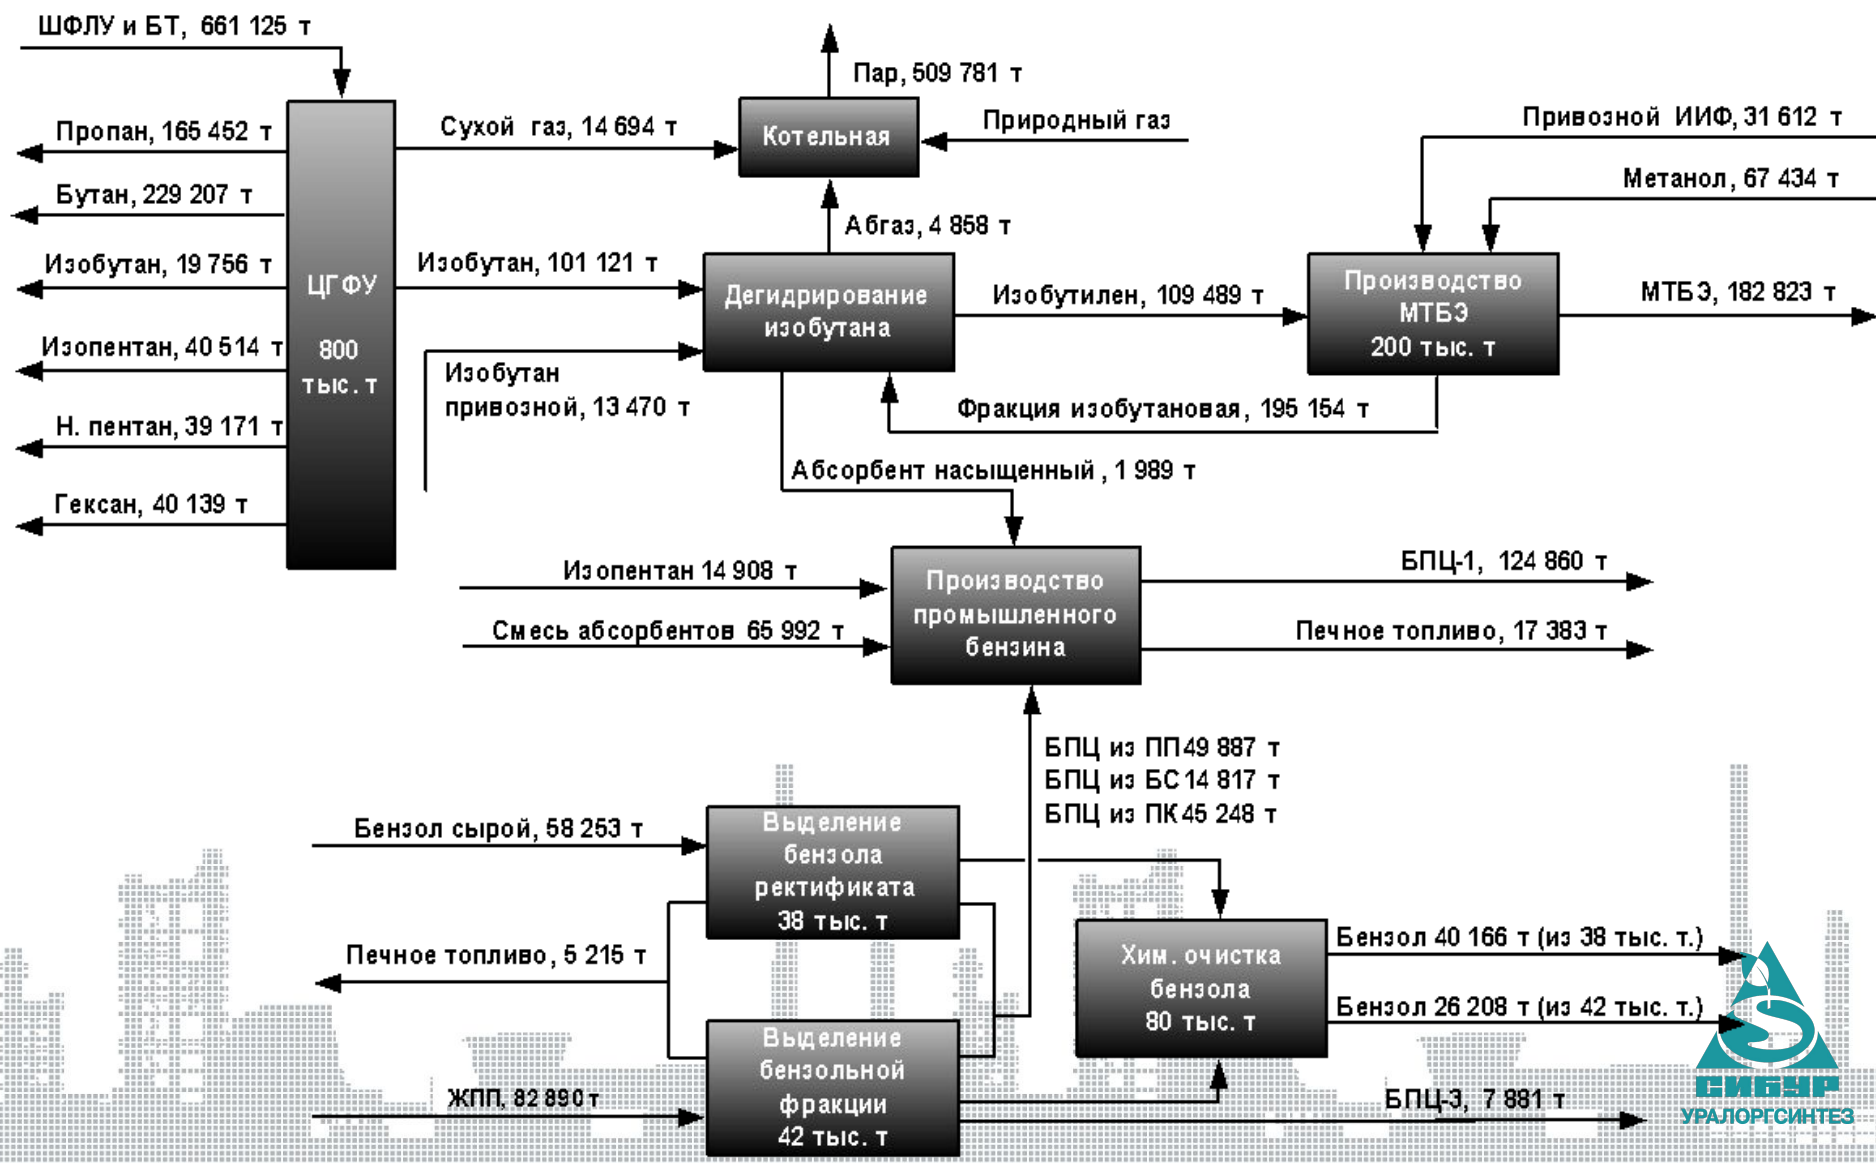 ШФЛУ и БТ, 661 125 т
Пар, 509 781 т
Пропан, 165 452 т
Сухой газ, 14 694 т
Котельная
Природный газ
Привозной ИИФ, 31 612 т
Метанол, 67 434 т
Бутан, 229 207 т
Абгаз, 4 858 т
Изобутан, 19 756 т
ЦГФУ
800
тыс. т
Изобутан, 101 121 т
Дегидрирование
изобутана
Изобутилен, 109 489 т
Производство
МТБЭ
200 тыс. т
МТБЭ, 182 823 т
Изопентан, 40 514 т
Изобутан
привозной, 13 470 т
Фракция изобутановая, 195 154 т
Н. пентан, 39 171 т
Абсорбент насыщенный , 1 989 т
Гексан, 40 139 т
Изопентан 14 908 т
Смесь абсорбентов 65 992 т
Производство
промышленного
бензина
БПЦ-1, 124 860 т
Печное топливо, 17 383 т
БПЦ из ПП 49 887 т
БПЦ из БС 14 817 т
БПЦ из ПК 45 248 т
Бензол сырой, 58 253 т
Выделение
бензола
ректификата
38 тыс. т
Печное топливо, 5 215 т
Хим. очистка
бензола
80 тыс. т
Бензол 40 166 т (из 38 тыс. т.)
Бензол 26 208 т (из 42 тыс. т.)
Выделение
бензольной
фракции
42 тыс. т
ЖПП, 82 890 т
БПЦ-3, 7 881 т
СИБУР
УРАЛОРГСИНТЕЗ